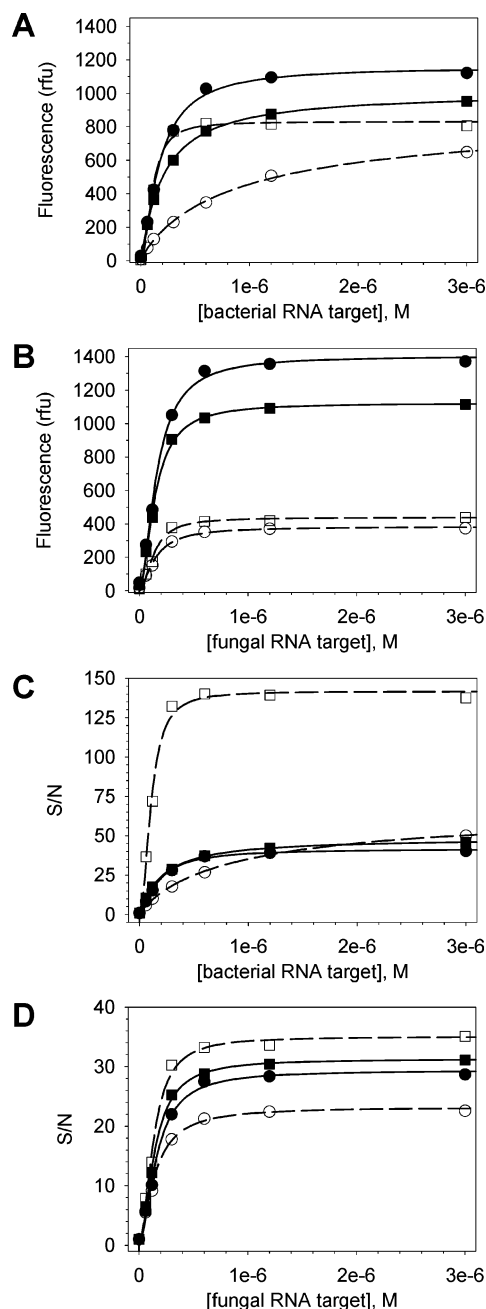 A
Fluorescence (rfu)
1400
1200
1000
800
600
400
200
0
0 1e-6 2e-6 3e-6
[bacterial RNA target], M
B
Fluorescence (rfu)
1400
1200
1000
800
600
400
200
0
0 1e-6 2e-6 3e-6
[fungal RNA target], M
C
S/N
150
125
100
75
50
25
0
0 1e-6 2e-6 3e-6
[bacterial RNA target], M
D
S/N
40
30
20
10
0
0 1e-6 2e-6 3e-6
[fungal RNA target], M